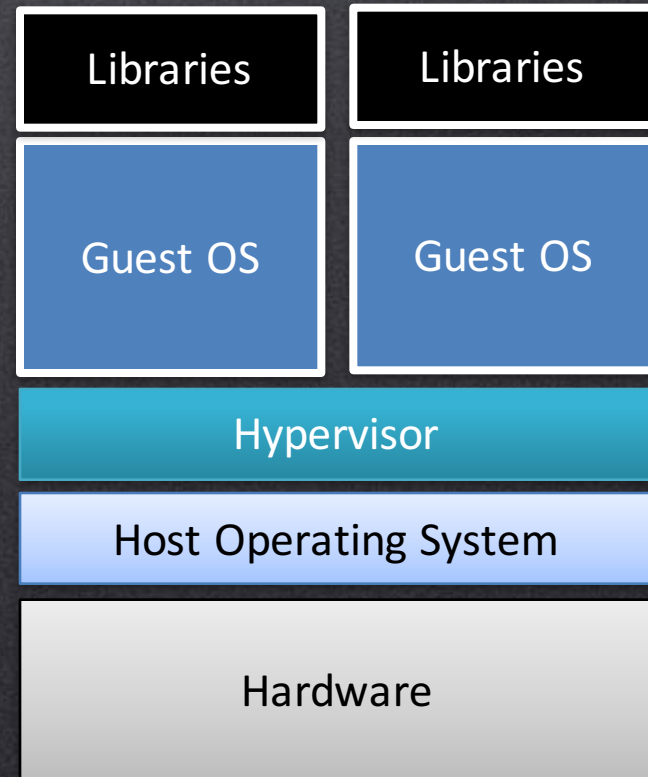 Libraries
Libraries
Guest OS
Guest OS
Hypervisor
Host Operating System
Hardware